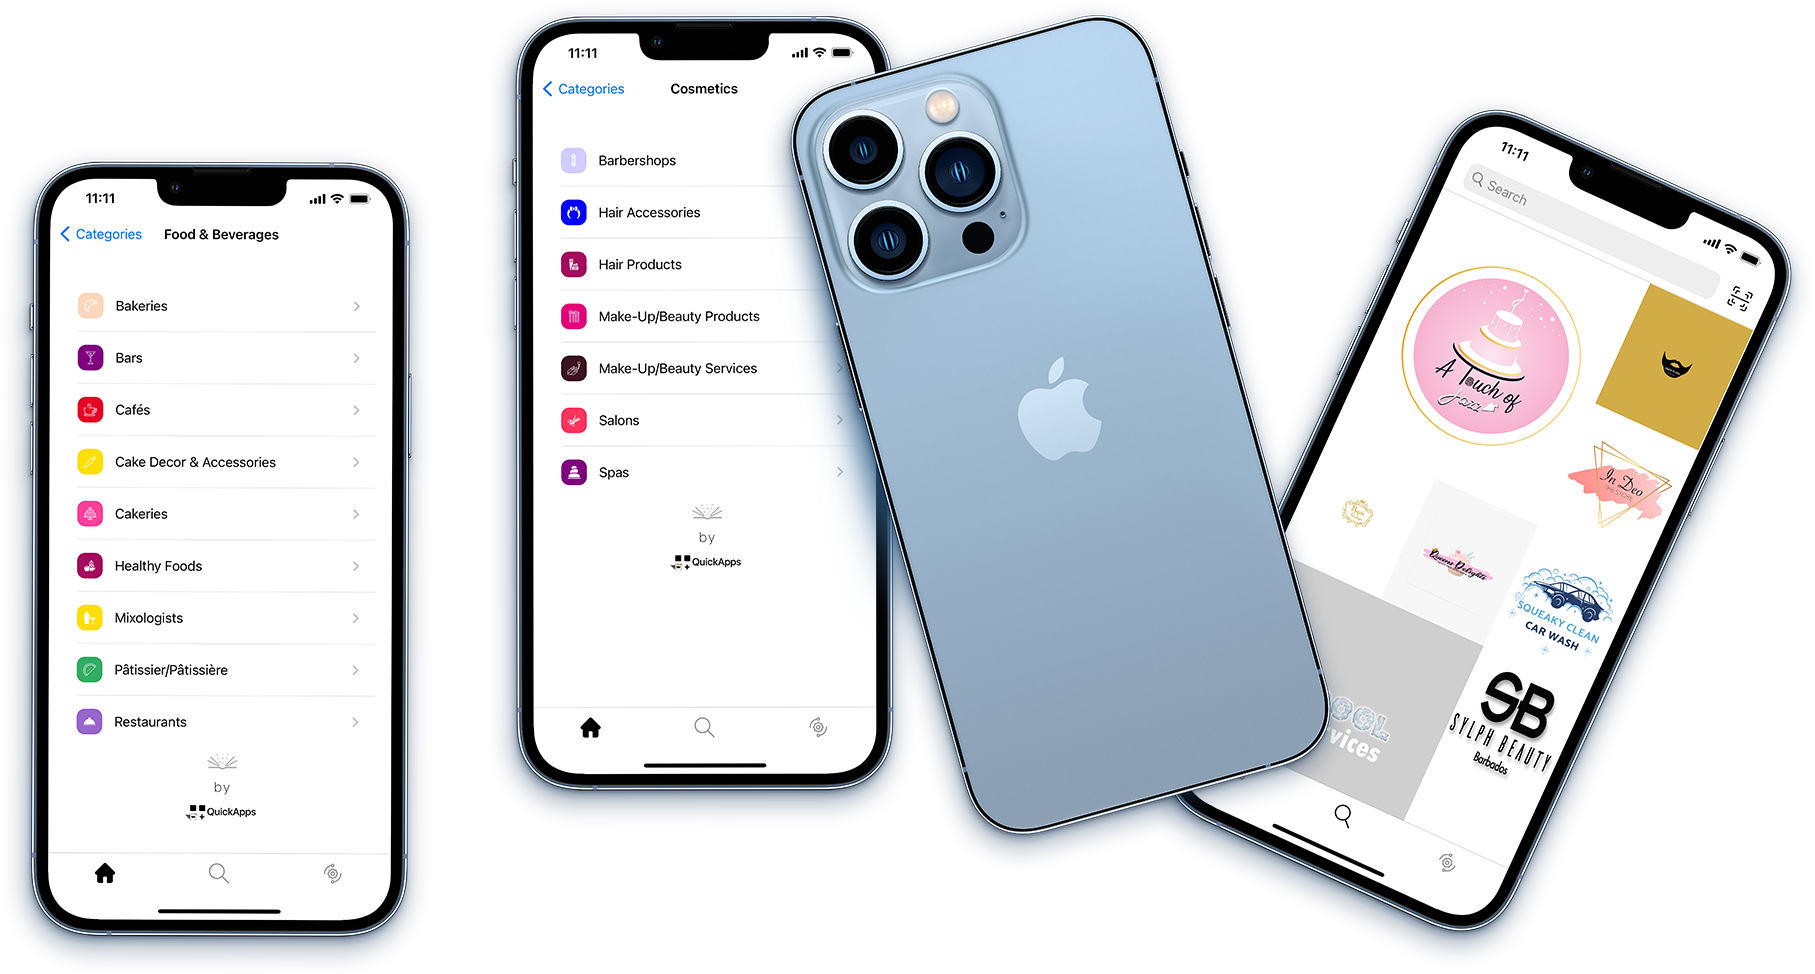 11:11
Categories
Food & Beverages
Bakeries
Bars
Cafés
Cake Decor & Accessories
Cakeries
Healthy Foods
Mixologists
Pâtissier/Pâtissière
Restaurants
by
QuickApps
11:11
Categories
Cosmetics
Barbershops
Hair Accessories
Hair Products
Make-Up/Beauty Products
Make-Up/Beauty Services
Salons
Spas
by
QuickApps
11:11
Search
A Touch of
Jazz
In Deo
Queens Delights
SQUEAKY CLEAN
CAR WASH
SB
SYLPH BEAUTY
Barbados